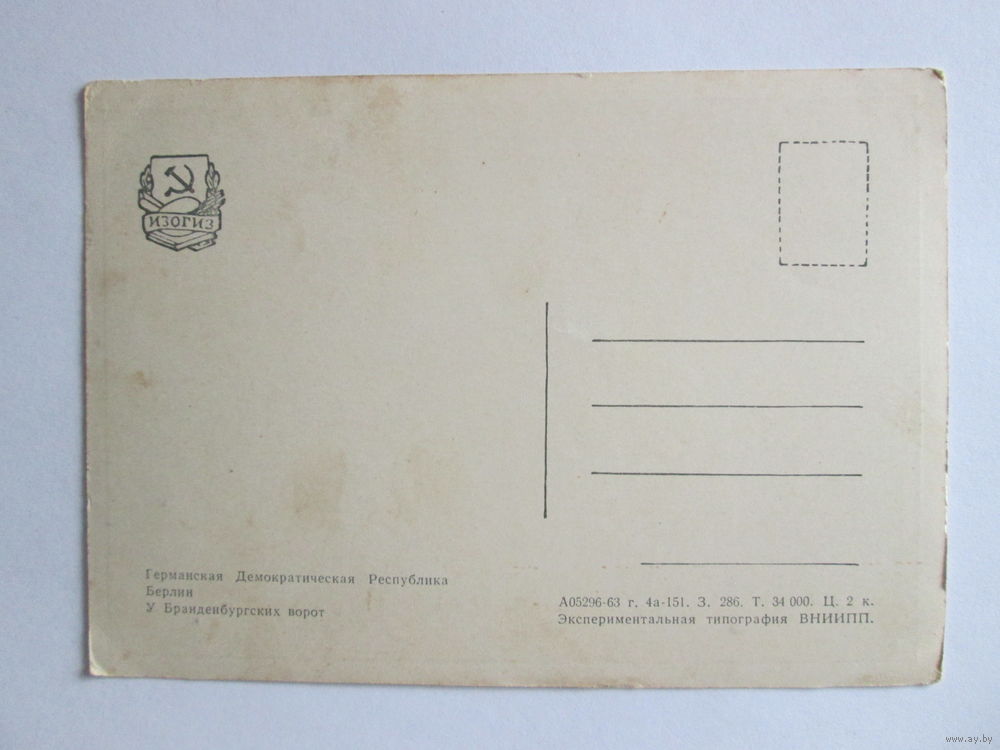 ИЗОГИЗ
Германская Демократическая Республика
Берлин
У Бранденбургских ворот
А05296-63 г. 4а-151. З. 286. Т. 34 000. Ц. 2 к.
Экспериментальная типография ВНИИПП.
www.ay.by